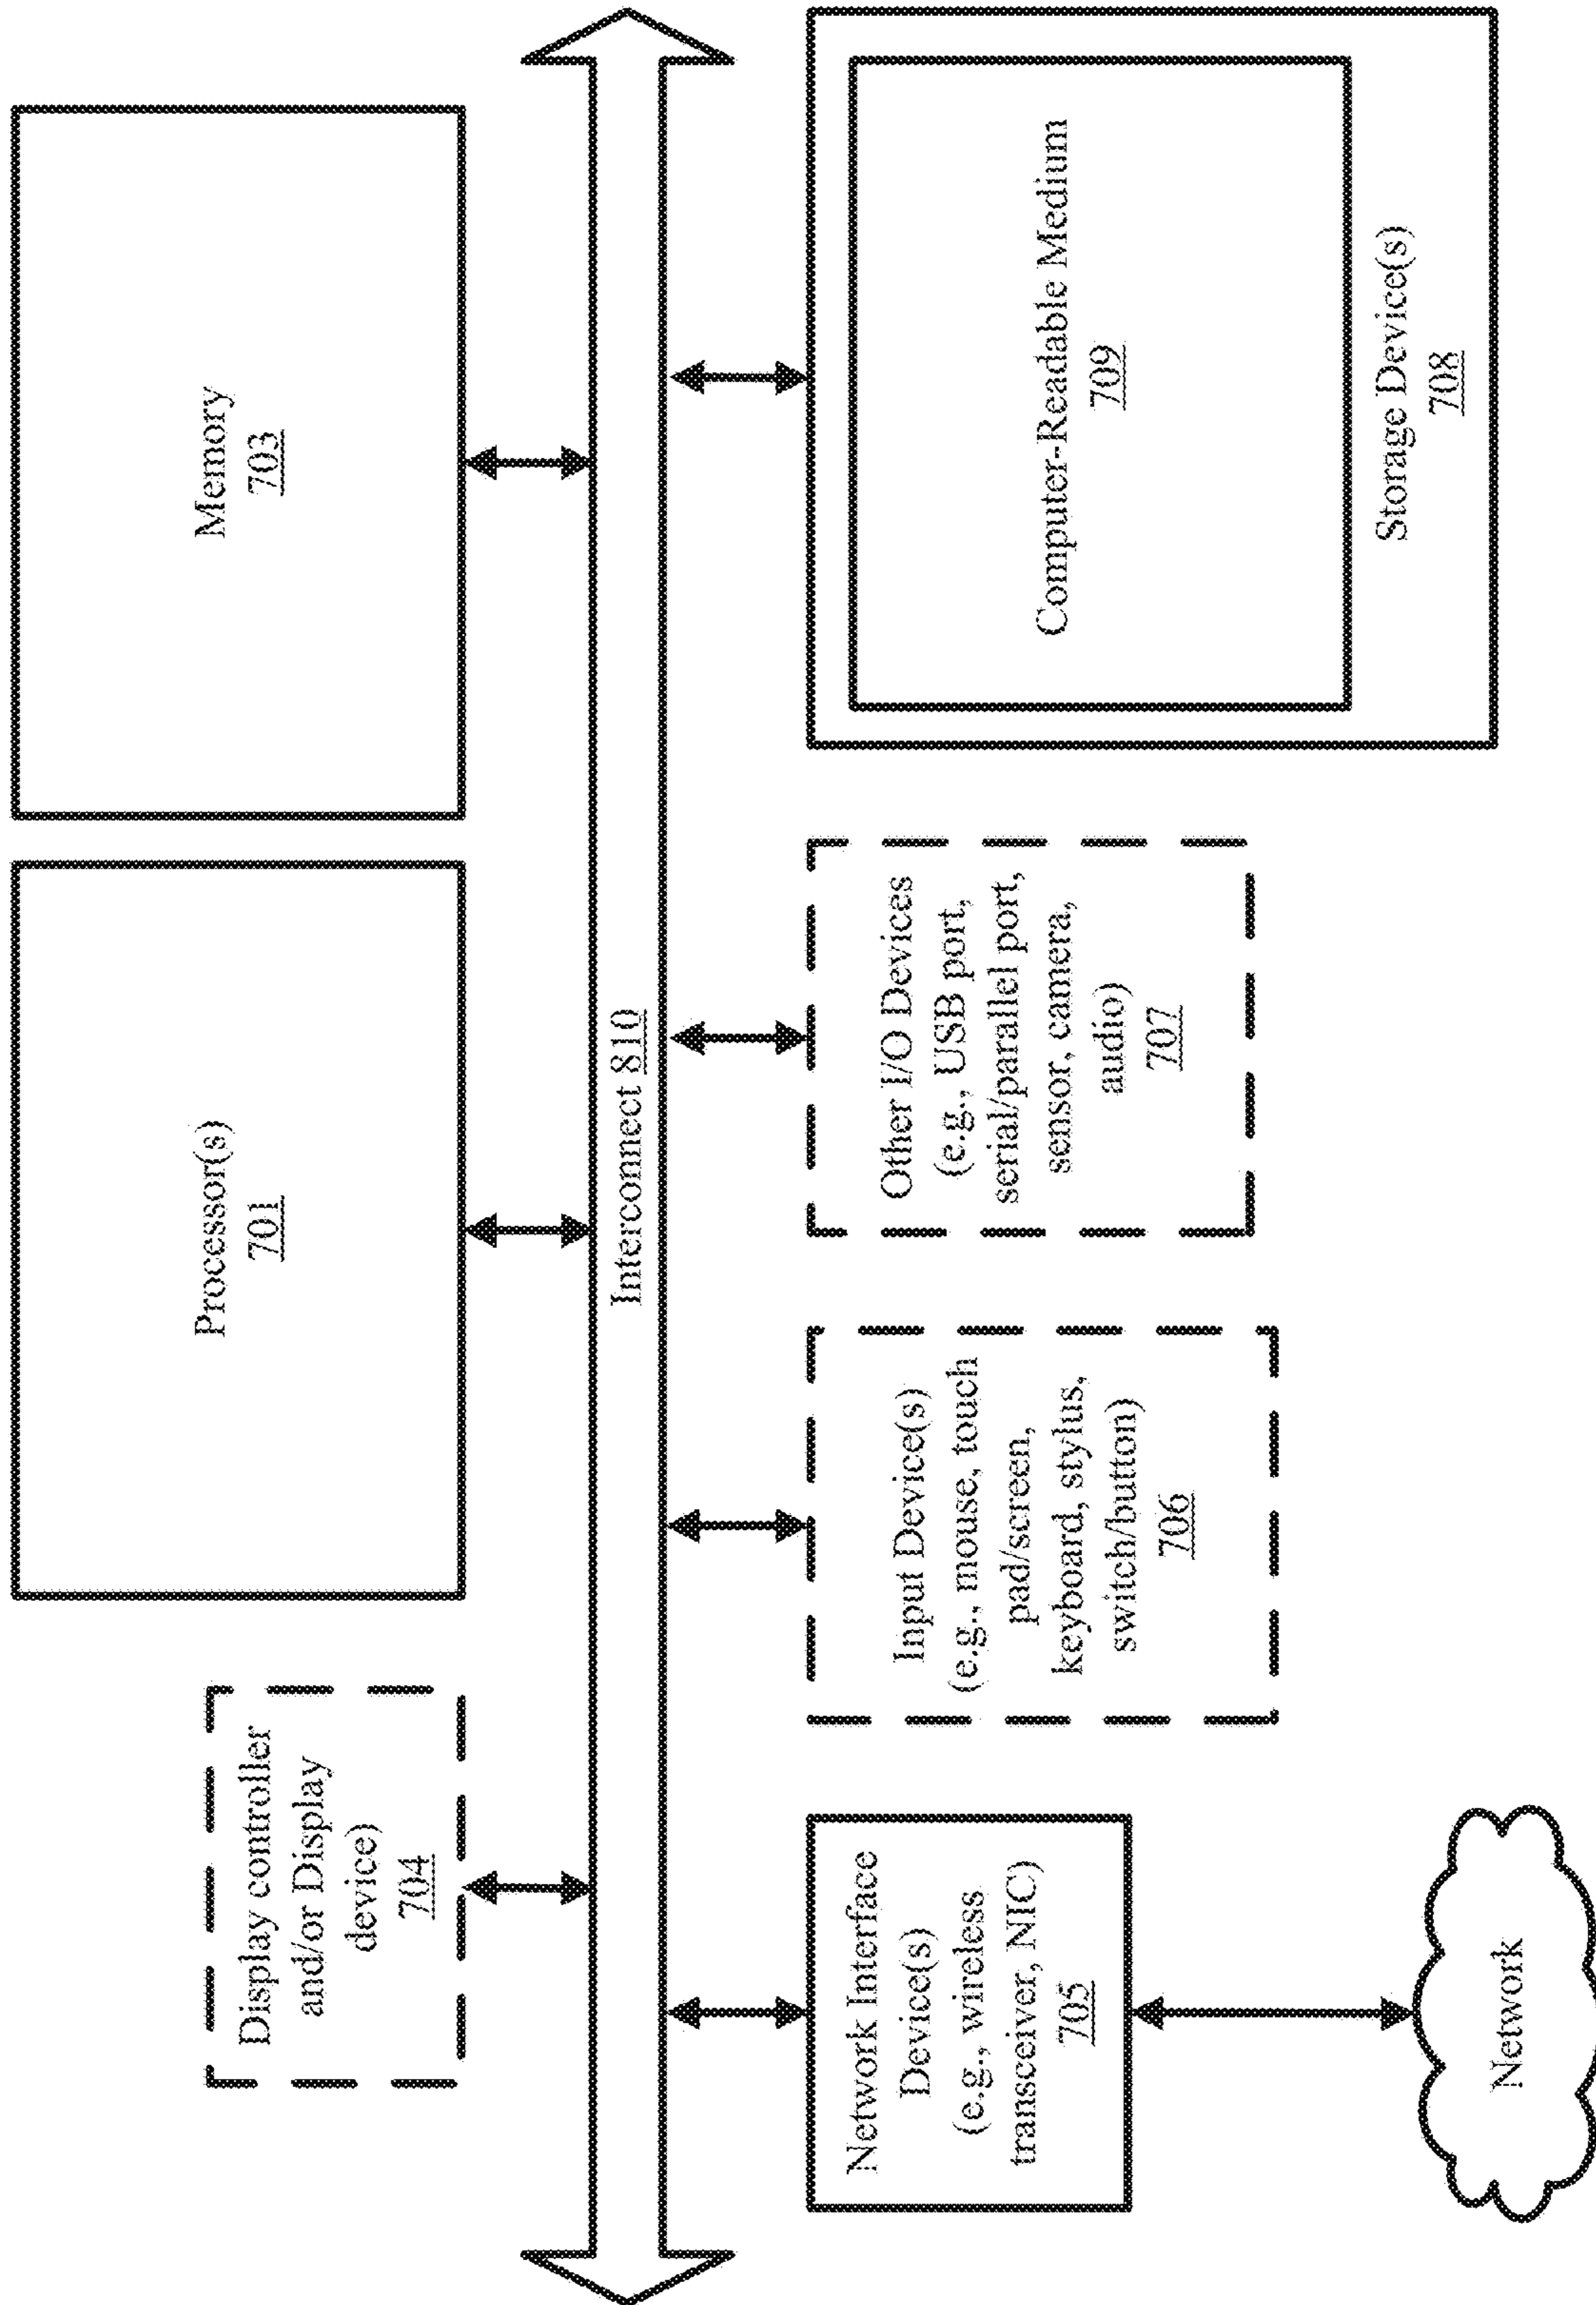 Display controller
and/or Display
device)
704
Processor(s)
701
Memory
703
Interconnect 810
Network Interface
Device(s)
(e.g., wireless
transceiver, NIC)
705
Input Device(s)
(e.g., mouse, touch
pad/screen,
keyboard, stylus,
switch/button)
706
Other I/O Devices
(e.g., USB port,
serial/parallel port,
sensor, camera,
audio)
707
Computer-Readable Medium
709
Storage Device(s)
708
Network